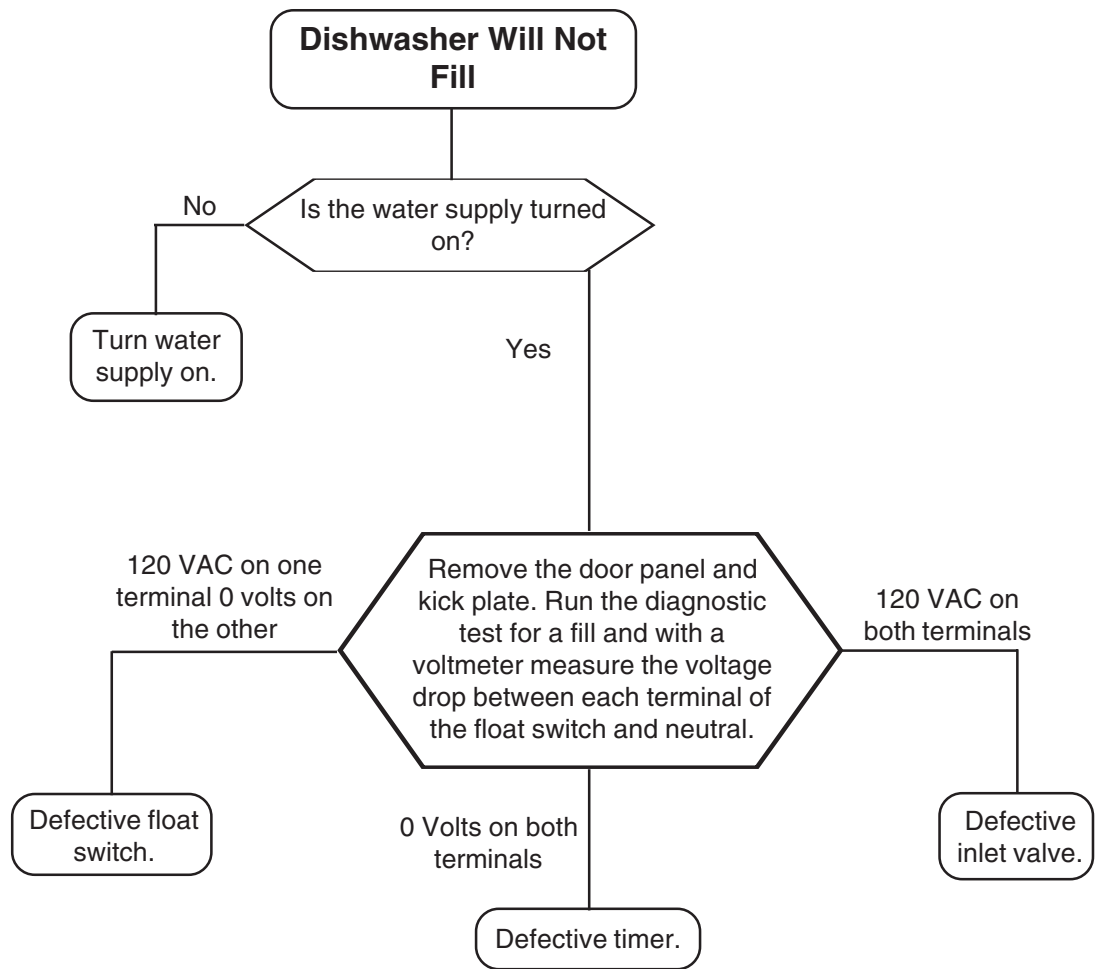 Dishwasher Will Not
Fill
No
Is the water supply turned
on?
Turn water
supply on.
Yes
120 VAC on one
terminal 0 volts on
the other
Remove the door panel and
kick plate. Run the diagnostic
test for a fill and with a
voltmeter measure the voltage
drop between each terminal of
the float switch and neutral.
120 VAC on
both terminals
Defective float
switch.
0 Volts on both
terminals
Defective
inlet valve.
Defective timer.